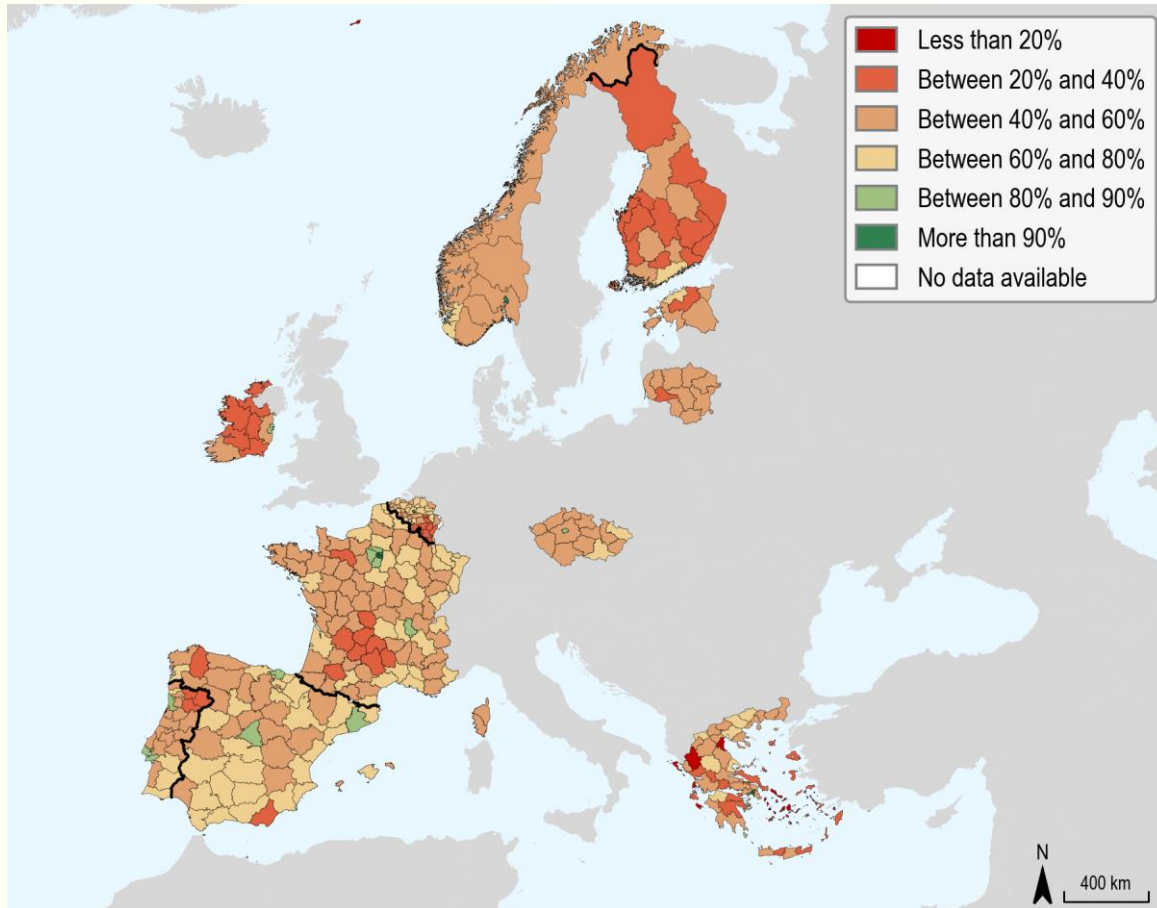 Less than 20%
Between 20% and 40%
Between 40% and 60%
Between 60% and 80%
Between 80% and 90%
More than 90%
No data available
N
400 km